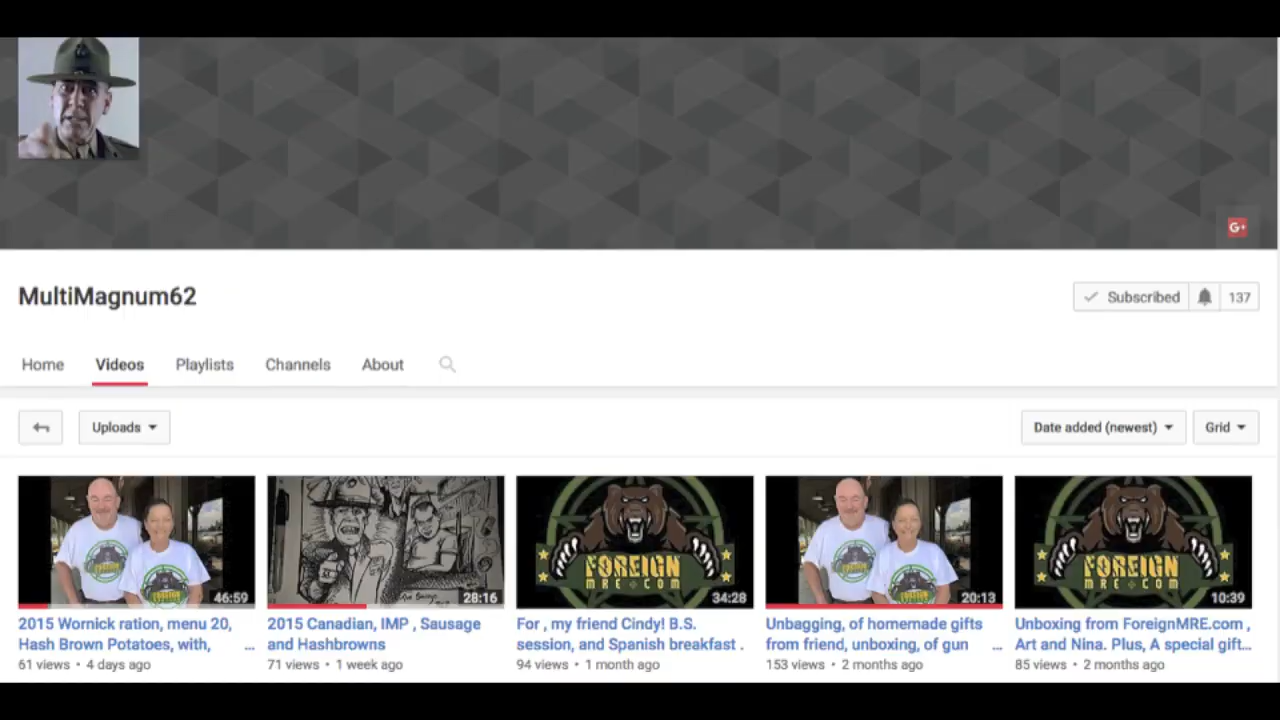 G+
MultiMagnum62
Subscribed 137
Home Videos Playlists Channels About
Uploads
Date added (newest) Grid
46:59
28:16
FOREIGN
MRE★COM
34:28
20:13
FOREIGN
MRE★COM
10:39
2015 Wornick ration, menu 20,
Hash Brown Potatoes, with, ...
61 views • 4 days ago
2015 Canadian, IMP , Sausage
and Hashbrowns
71 views • 1 week ago
For , my friend Cindy! B.S.
session, and Spanish breakfast .
94 views • 1 month ago
Unbagging, of homemade gifts
from friend, unboxing, of gun ...
153 views • 2 months ago
Unboxing from ForeignMRE.com ,
Art and Nina. Plus, A special gift...
85 views • 2 months ago